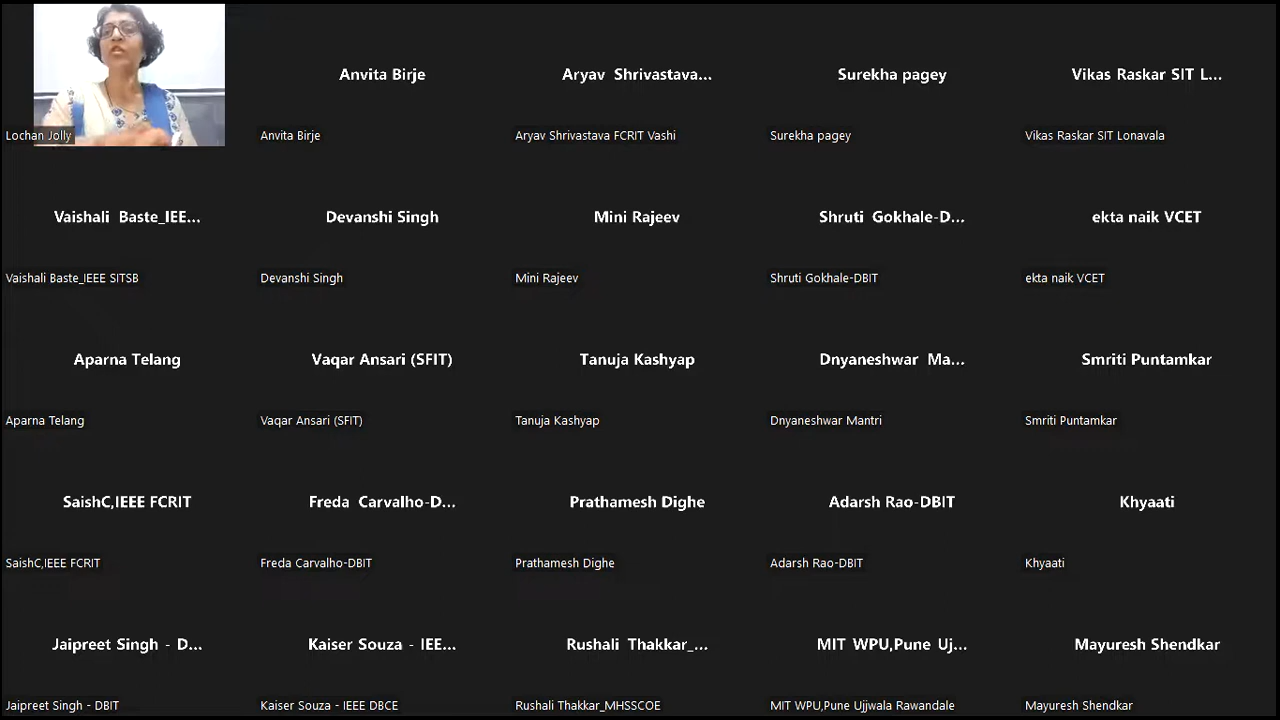 Anvita Birje
Aryav Shrivastava...
Surekha pagey
Vikas Raskar SIT L...
Lochan Jolly
Anvita Birje
Aryav Shrivastava FCRIT Vashi
Surekha pagey
Vikas Raskar SIT Lonavala
Vaishali Baste_IEE...
Devanshi Singh
Mini Rajeev
Shruti Gokhale-D...
ekta naik VCET
Vaishali Baste_IEEE SITSB
Devanshi Singh
Mini Rajeev
Shruti Gokhale-DBIT
ekta naik VCET
Aparna Telang
Vaqar Ansari (SFIT)
Tanuja Kashyap
Dnyaneshwar Ma...
Smriti Puntamkar
Aparna Telang
Vaqar Ansari (SFIT)
Tanuja Kashyap
Dnyaneshwar Mantri
Smriti Puntamkar
SaishC,IEEE FCRIT
Freda Carvalho-D...
Prathamesh Dighe
Adarsh Rao-DBIT
Khyaati
SaishC,IEEE FCRIT
Freda Carvalho-DBIT
Prathamesh Dighe
Adarsh Rao-DBIT
Khyaati
Jaipreet Singh - D...
Kaiser Souza - IEE...
Rushali Thakkar_...
MIT WPU,Pune Uj...
Mayuresh Shendkar
Jaipreet Singh - DBIT
Kaiser Souza - IEEE DBCE
Rushali Thakkar_MHSSCOE
MIT WPU,Pune Ujjwala Rawandale
Mayuresh Shendkar